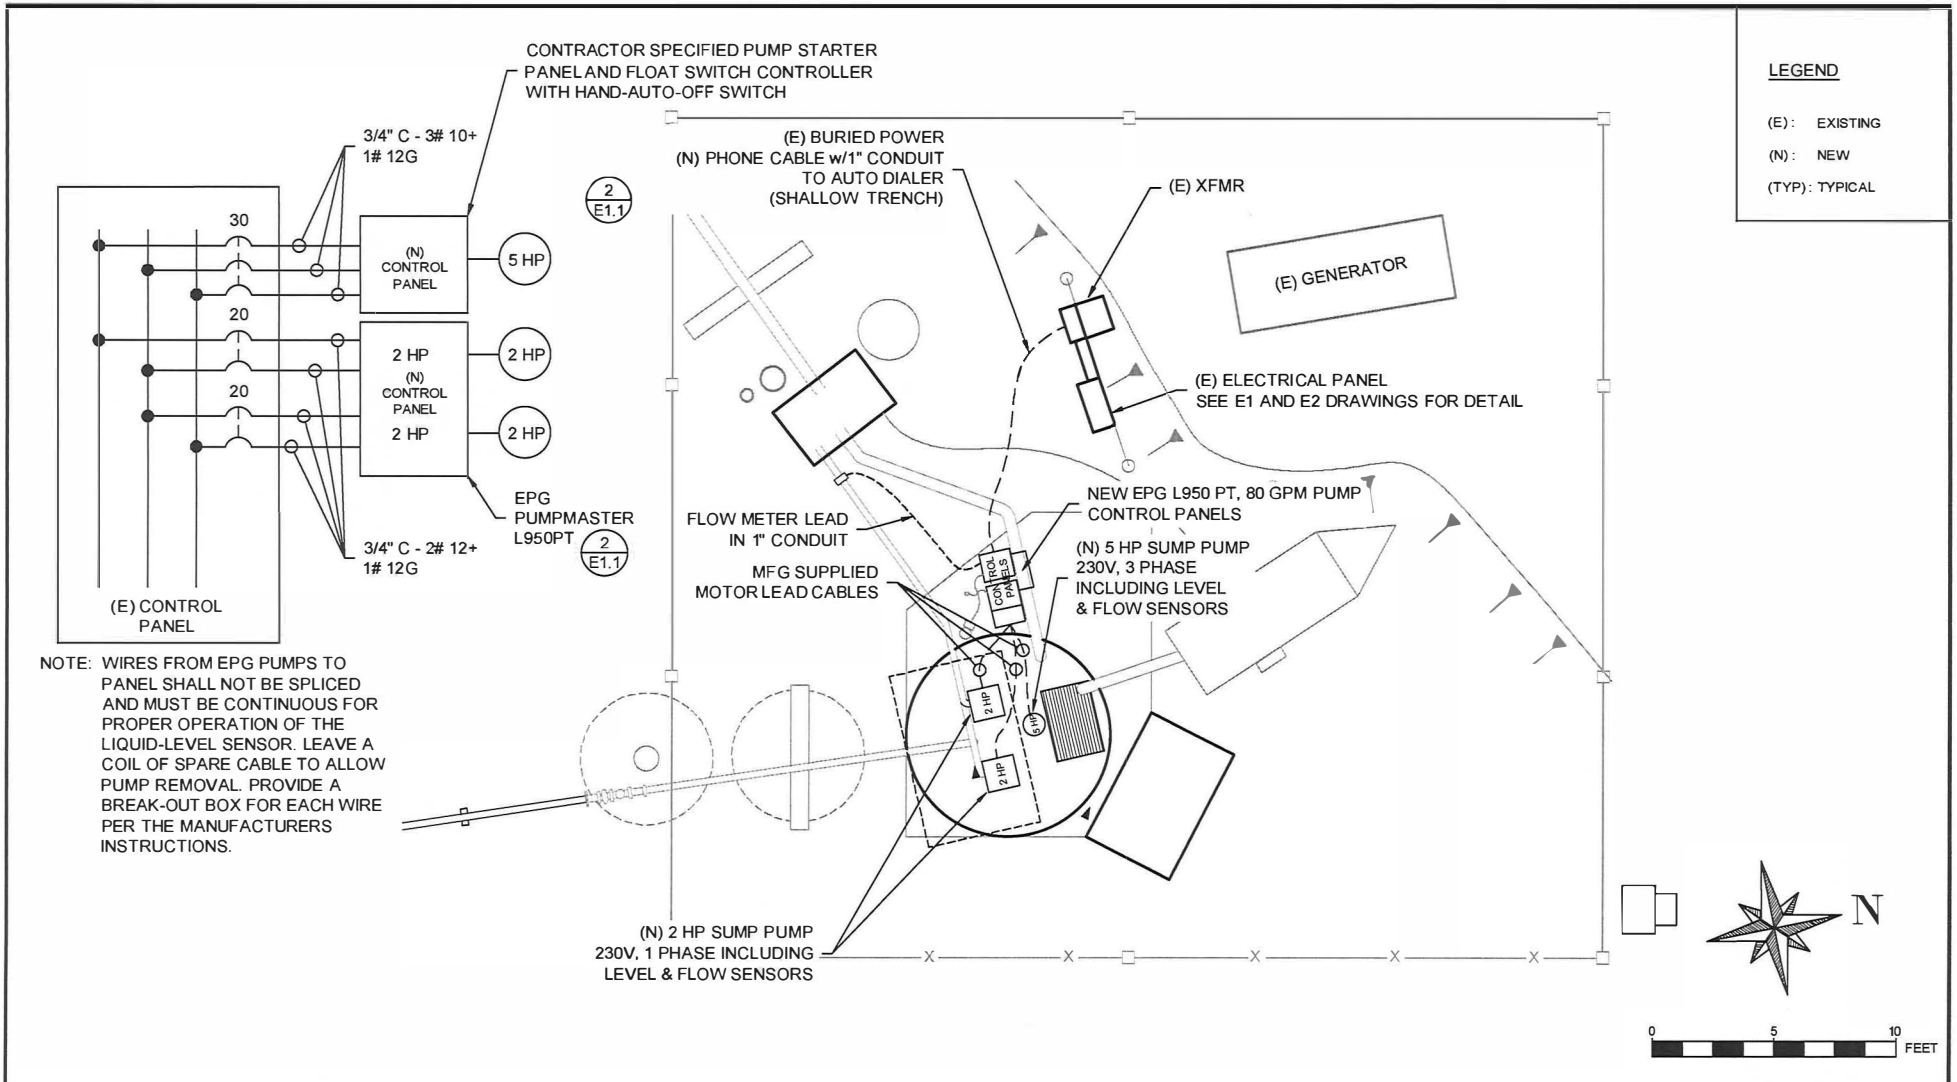 CONTRACTOR SPECIFIED PUMP STARTER
PANEL AND FLOAT SWITCH CONTROLLER
WITH HAND-AUTO-OFF SWITCH
3/4" C - 3# 10+
1# 12G
2
E1.1
30
(N)
CONTROL
PANEL
5 HP
20
2 HP
(N)
CONTROL
PANEL
2 HP
2 HP
20
2 HP
EPG
PUMPMASTER
L950PT
2
E1.1
3/4" C - 2# 12+
1# 12G
(E) CONTROL
PANEL
NOTE: WIRES FROM EPG PUMPS TO
PANEL SHALL NOT BE SPLICED
AND MUST BE CONTINUOUS FOR
PROPER OPERATION OF THE
LIQUID-LEVEL SENSOR. LEAVE A
COIL OF SPARE CABLE TO ALLOW
PUMP REMOVAL. PROVIDE A
BREAK-OUT BOX FOR EACH WIRE
PER THE MANUFACTURERS
INSTRUCTIONS.
(E) BURIED POWER
(N) PHONE CABLE w/1" CONDUIT
TO AUTO DIALER
(SHALLOW TRENCH)
(E) XFMR
(E) GENERATOR
(E) ELECTRICAL PANEL
SEE E1 AND E2 DRAWINGS FOR DETAIL
NEW EPG L950 PT, 80 GPM PUMP
CONTROL PANELS
FLOW METER LEAD
IN 1" CONDUIT
(N) 5 HP SUMP PUMP
230V, 3 PHASE
INCLUDING LEVEL
& FLOW SENSORS
MFG SUPPLIED
MOTOR LEAD CABLES
CONTROL
PANELS
2 HP
5 HP
2 HP
(N) 2 HP SUMP PUMP
230V, 1 PHASE INCLUDING
LEVEL & FLOW SENSORS
X X X X X
LEGEND
(E): EXISTING
(N): NEW
(TYP): TYPICAL
N
0 5 10
FEET